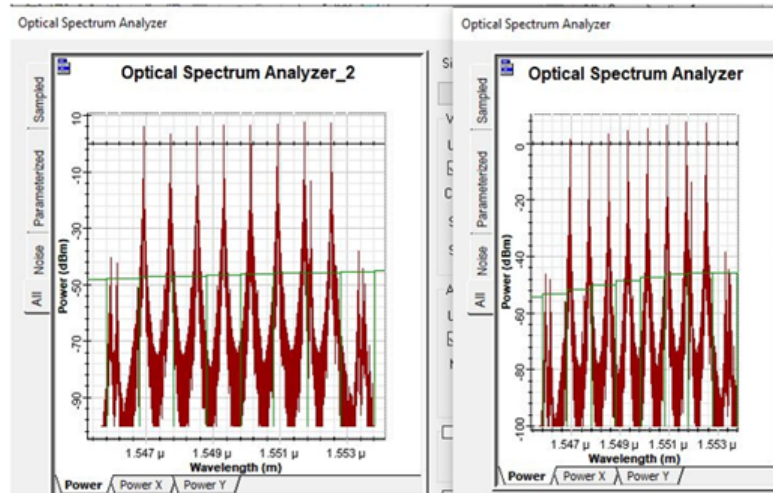 Optical Spectrum Analyzer
Optical Spectrum Analyzer_2
Sampled
Parameterized
Noise
All
Power (dBm)
10
-10
-30
-50
-70
-90
1.547 µ
1.549 µ
1.551 µ
1.553 µ
Wavelength (m)
Power
Power X
Power Y
Optical Spectrum Analyzer
Optical Spectrum Analyzer
Sampled
Parameterized
Noise
All
Power (dBm)
0
-20
-40
-60
-80
-100
1.547 µ
1.549 µ
1.551 µ
1.553 µ
Wavelength (m)
Power
Power X
Power Y